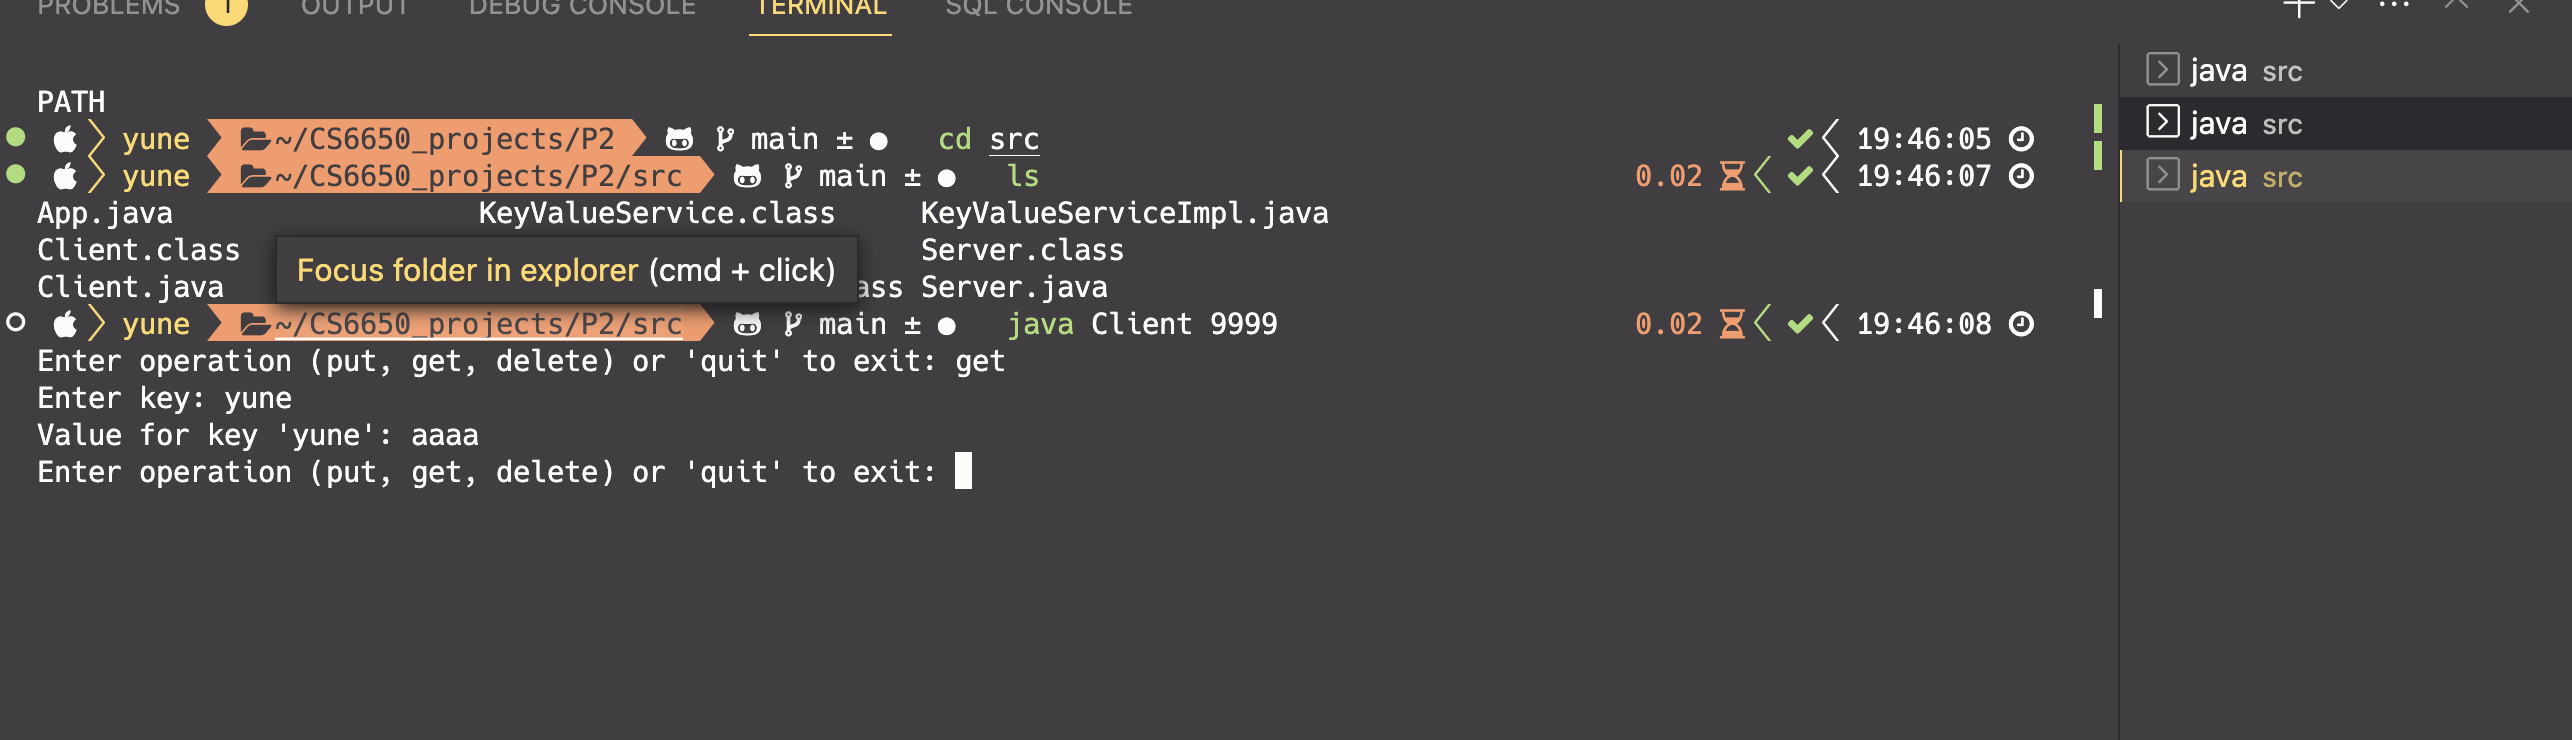 PROBLEMS 1 OUTPUT DEBUG CONSOLE TERMINAL SQL CONSOLE
java src
java src
java src
PATH
yune ~/CS6650_projects/P2 main ± ● cd src 19:46:05
yune ~/CS6650_projects/P2/src main ± ● ls 0.02 19:46:07
App.java KeyValueService.class KeyValueServiceImpl.java
Client.class Server.class
Focus folder in explorer (cmd + click)
Client.java ass Server.java
yune ~/CS6650_projects/P2/src main ± ● java Client 9999 0.02 19:46:08
Enter operation (put, get, delete) or 'quit' to exit: get
Enter key: yune
Value for key 'yune': aaaa
Enter operation (put, get, delete) or 'quit' to exit: